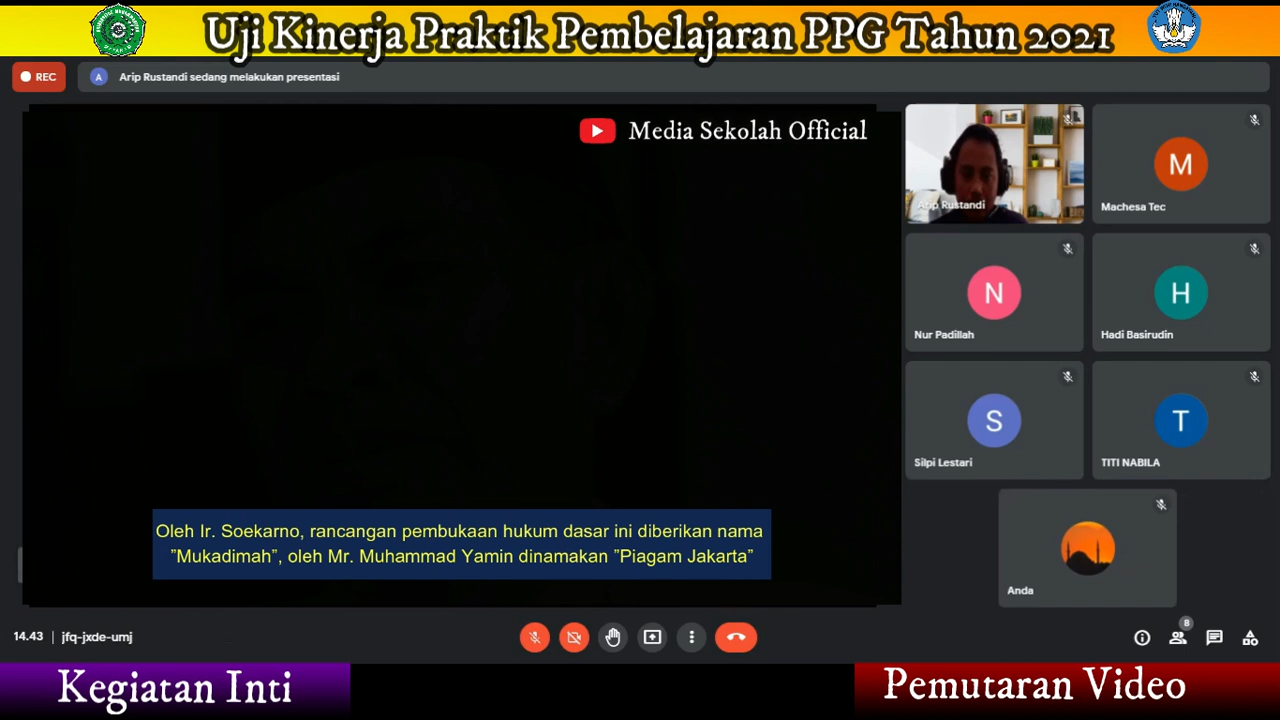 Uji Kinerja Praktik Pembelajaran PPG Tahun 2021
REC
A
Arip Rustandi sedang melakukan presentasi
Media Sekolah Official
Arip Rustandi
M
Machesa Tec
N
Nur Padillah
H
Hadi Basirudin
S
Silpi Lestari
T
TITI NABILA
Anda
Oleh Ir. Soekarno, rancangan pembukaan hukum dasar ini diberikan nama
"Mukadimah", oleh Mr. Muhammad Yamin dinamakan "Piagam Jakarta"
14.43 | jfq-jxde-umj
8
Kegiatan Inti
Pemutaran Video